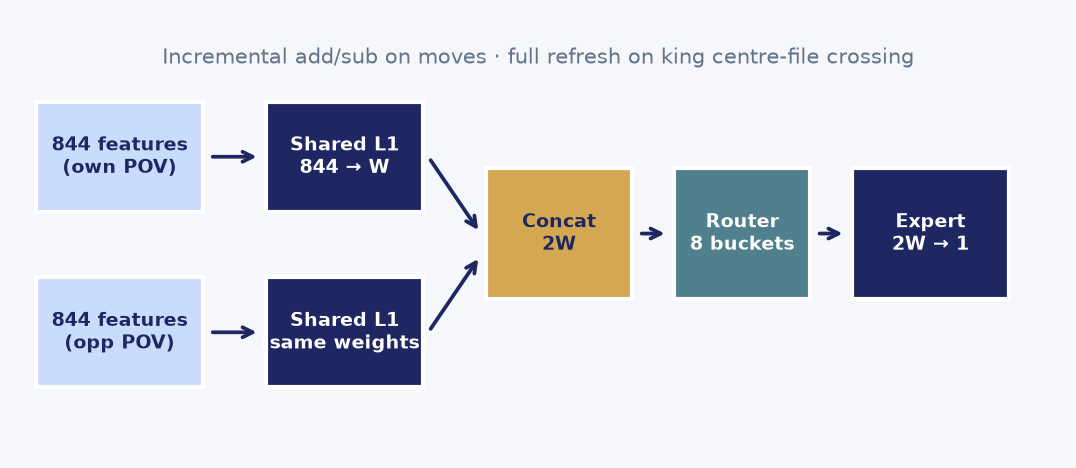 Incremental add/sub on moves · full refresh on king centre-file crossing
844 features
(own POV)
Shared L1
844 → W
Concat
2W
Router
8 buckets
Expert
2W → 1
844 features
(opp POV)
Shared L1
(same weights)